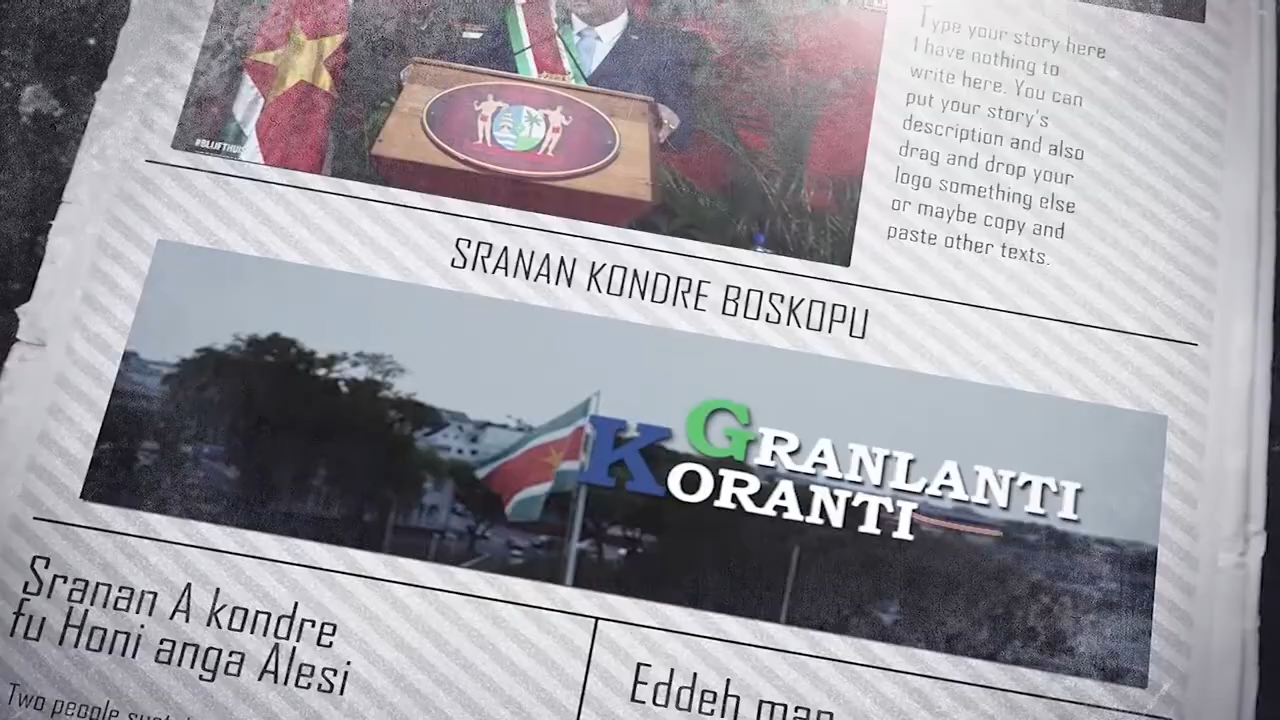 Type your story here
I have nothing to
write here. You can
put your story's
description and also
drag and drop your
logo something else
or maybe copy and
paste other texts.
SRANAN KONDRE BOSKOPU
GRANLANTI
KORANTI
Sranan A kondre
fu Honi anga Alesi
Eddeh man
Two people